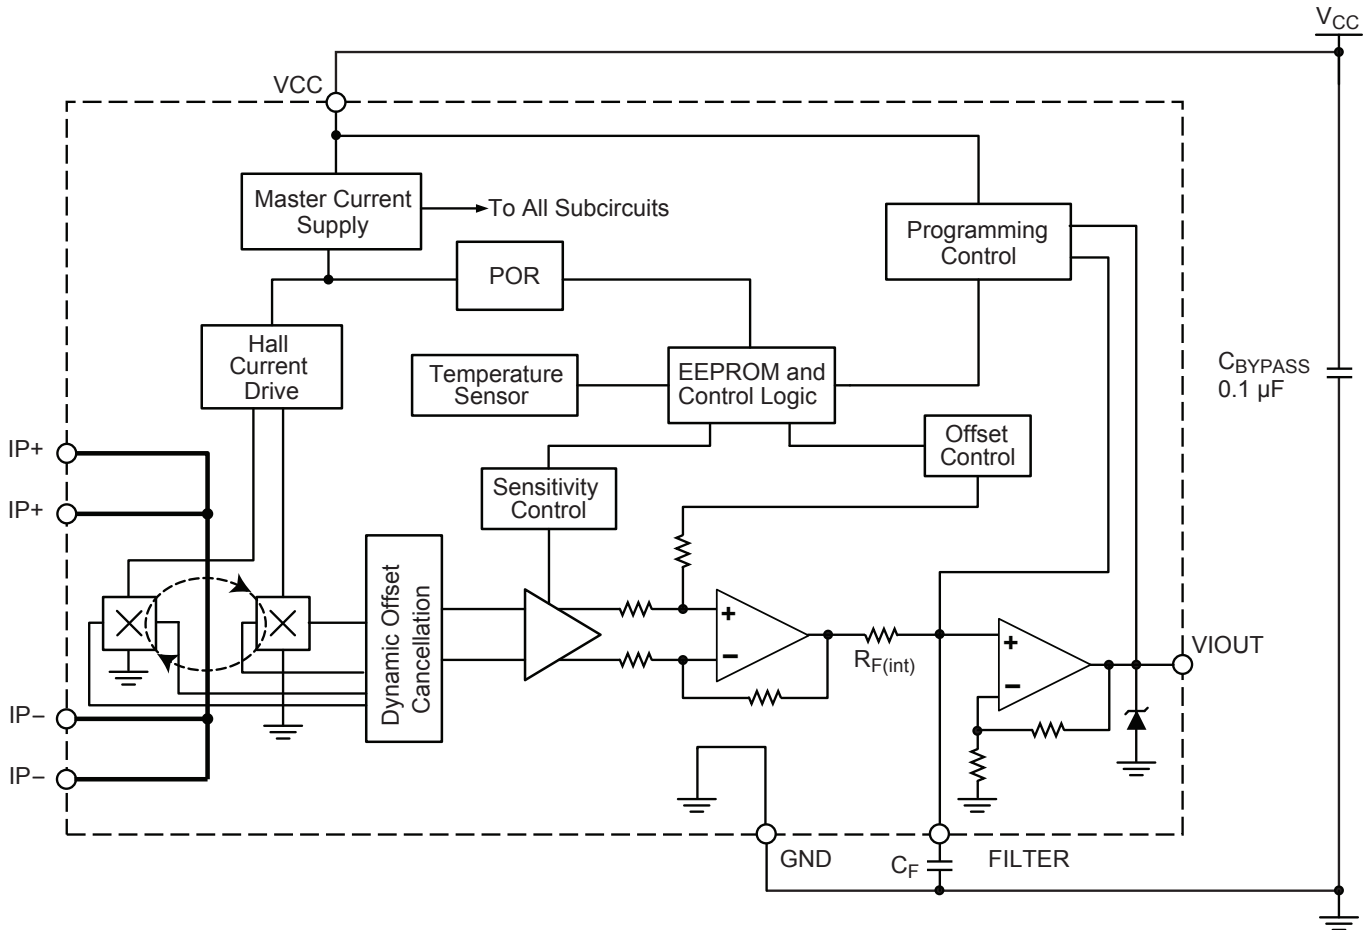 VCC
VCC
Master Current
Supply
To All Subcircuits
Programming
Control
POR
Hall
Current
Drive
Temperature
Sensor
EEPROM and
Control Logic
CBYPASS
0.1 µF
Offset
Control
IP+
IP+
Sensitivity
Control
Dynamic Offset
Cancellation
+
−
RF(int)
+
−
VIOUT
IP−
IP−
GND
CF
FILTER